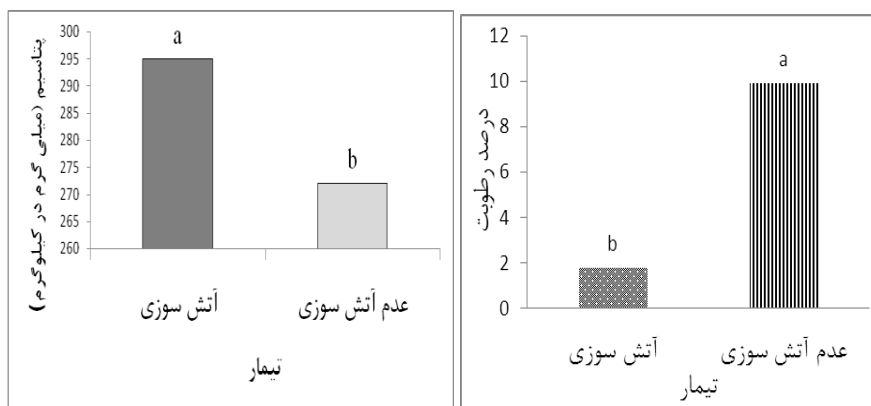 پتاسیم (میلی گرم در کیلوگرم)
300
295
290
285
280
275
270
265
260
a
b
آتش سوزی
عدم آتش سوزی
تیمار
درصد رطوبت
12
10
8
6
4
2
0
b
a
آتش سوزی
عدم آتش سوزی
تیمار